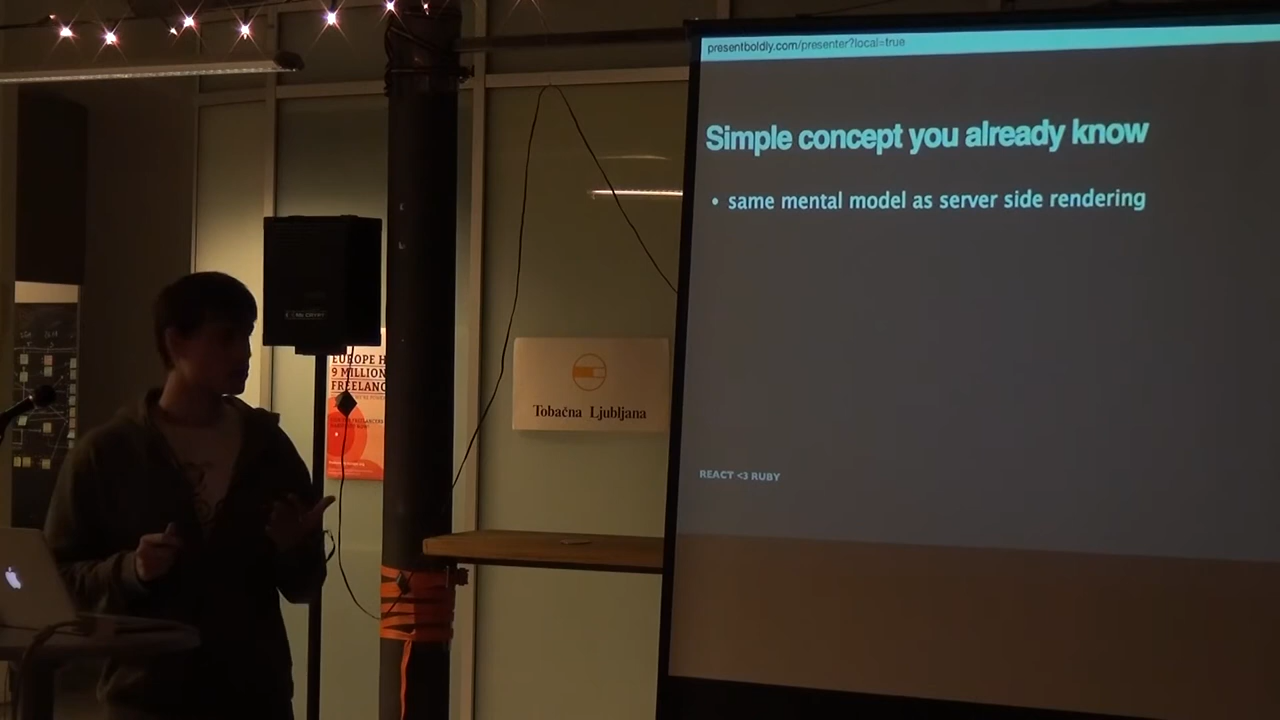 presentboldly.com/presenter?local=true
Simple concept you already know
• same mental model as server side rendering
REACT <3 RUBY
EUROPE H
9 MILLION
FREELANC
Tobačna Ljubljana